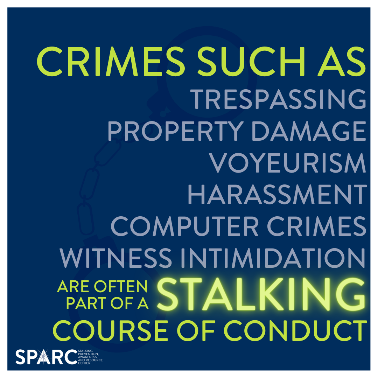 CRIMES SUCH AS
TRESPASSING
PROPERTY DAMAGE
VOYEURISM
HARASSMENT
COMPUTER CRIMES
WITNESS INTIMIDATION
ARE OFTEN
PART OF A STALKING
COURSE OF CONDUCT
SPARC